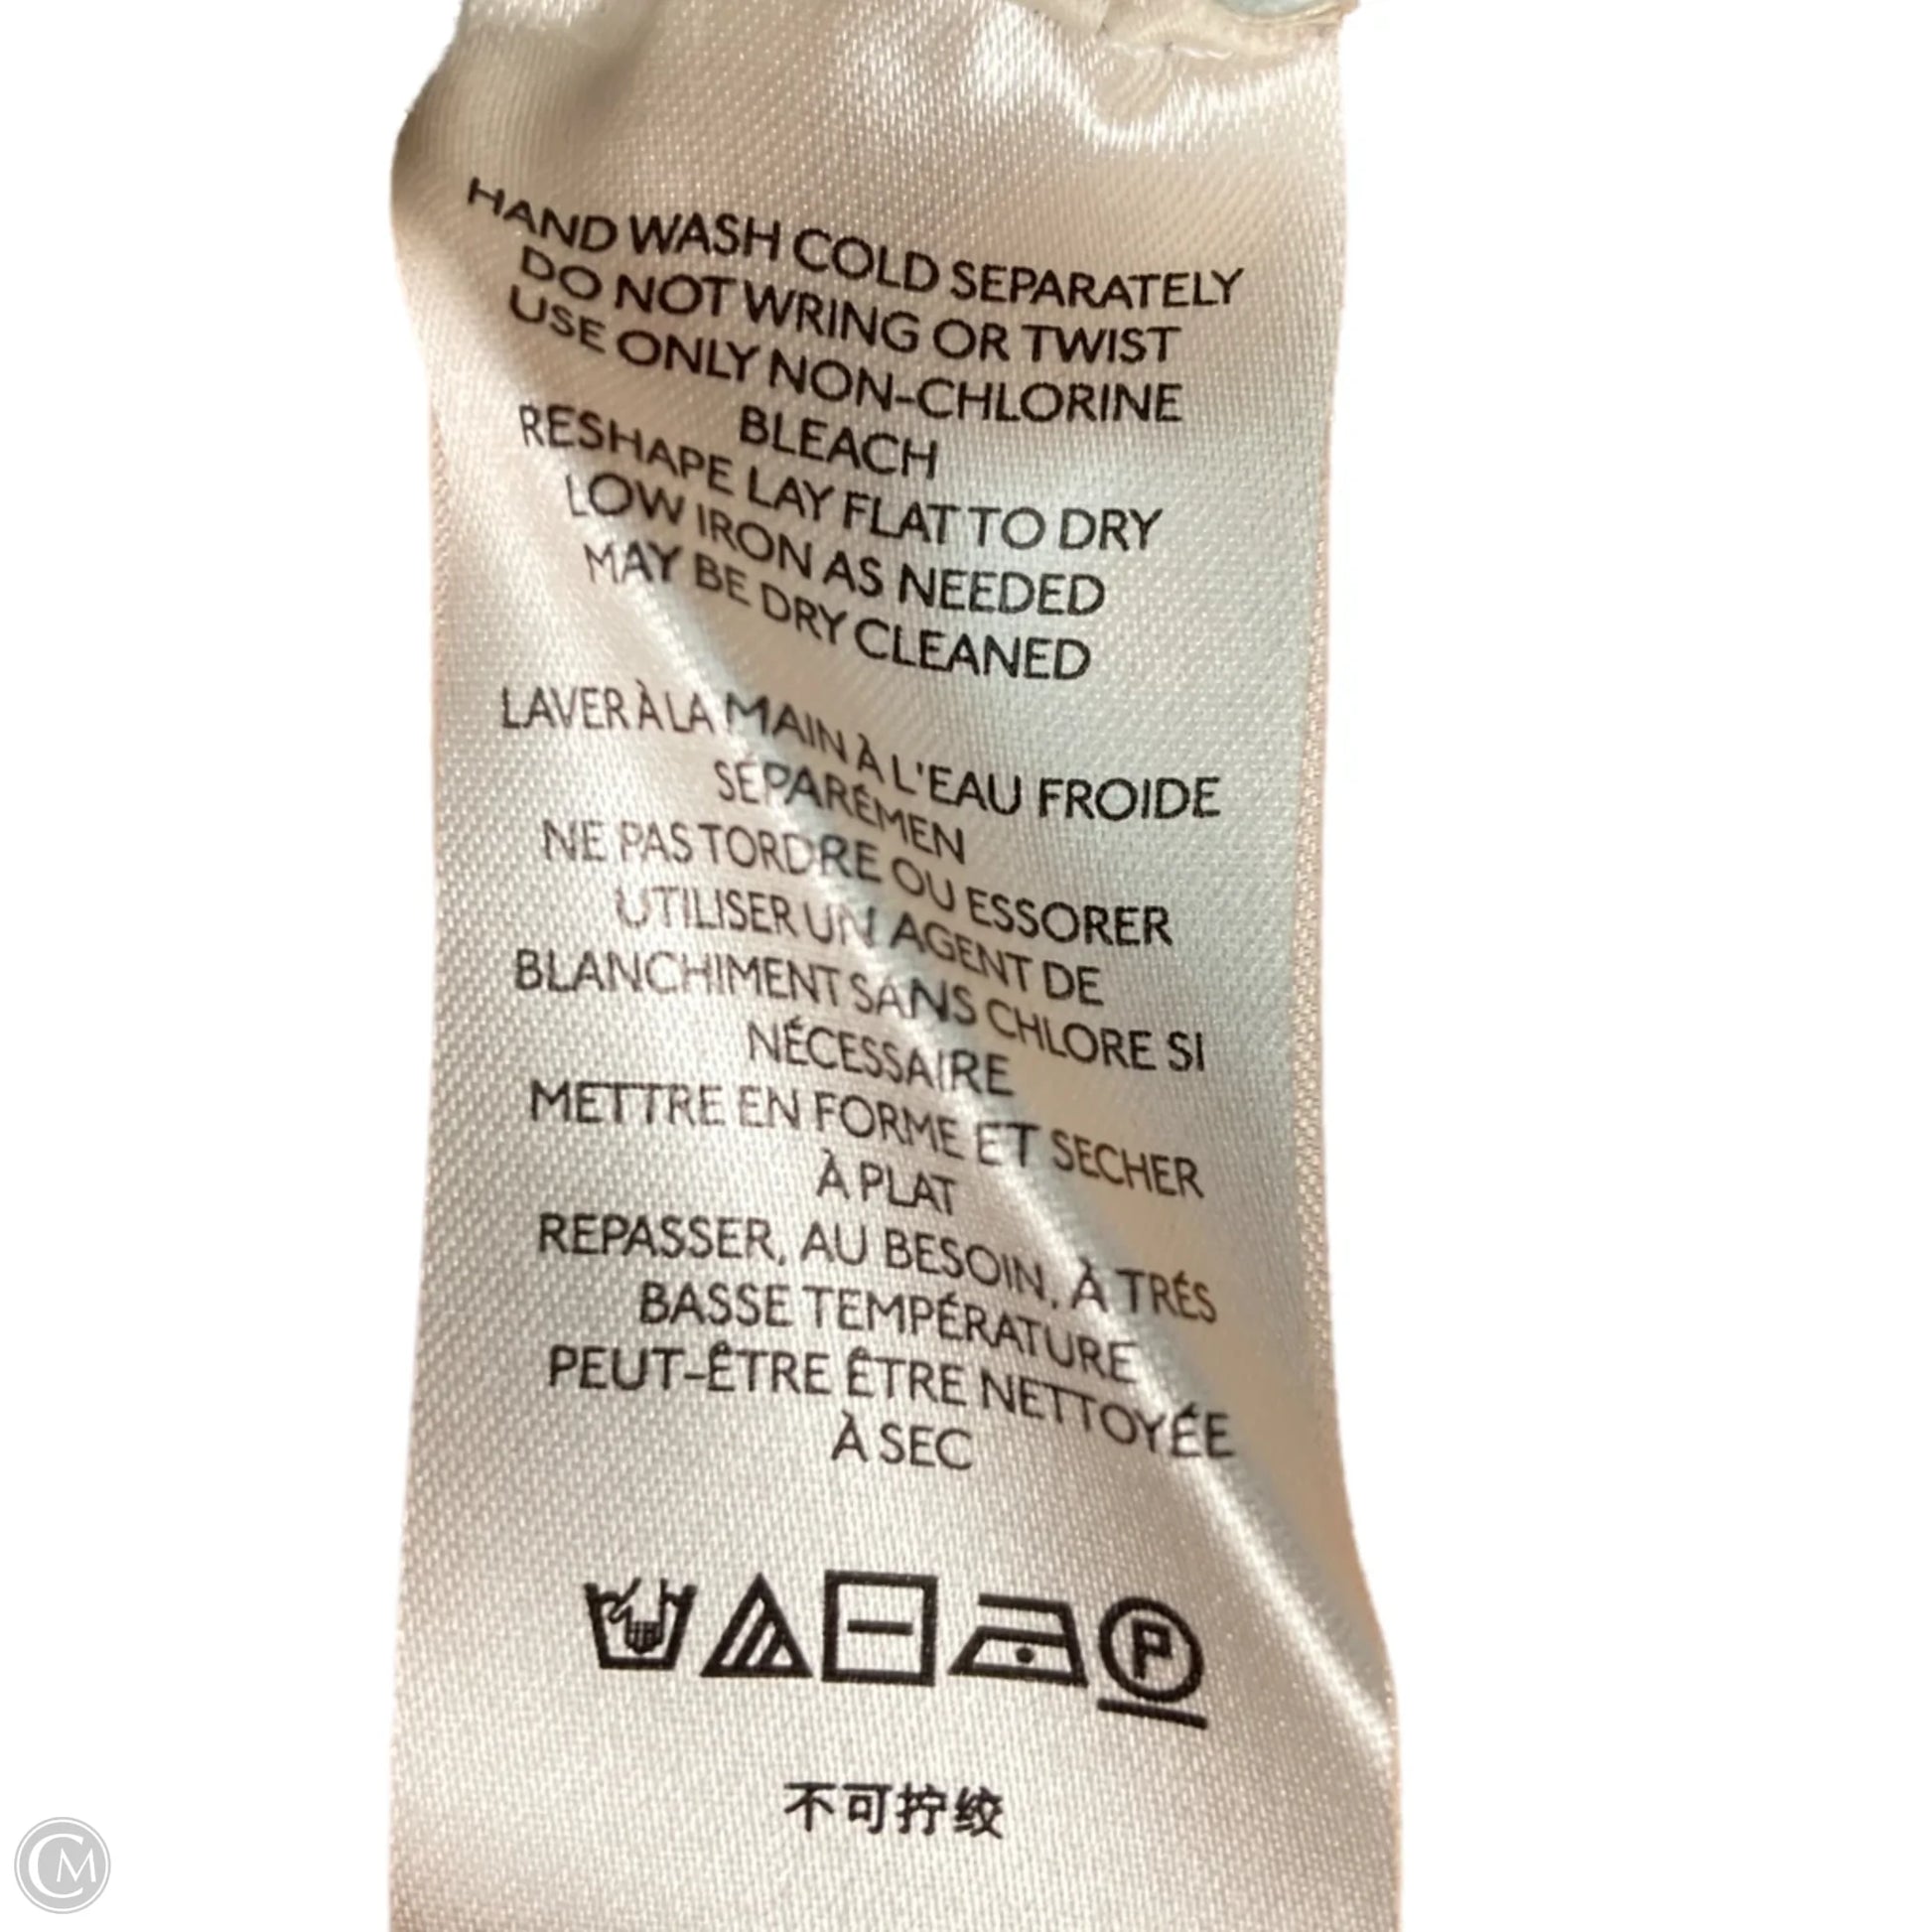 HAND WASH COLD SEPARATELY
DO NOT WRING OR TWIST
USE ONLY NON-CHLORINE
BLEACH
RESHAPE LAY FLAT TO DRY
LOW IRON AS NEEDED
MAY BE DRY CLEANED
LAVER À LA MAIN À L'EAU FROIDE
SÉPARÉMEN
NE PAS TORDRE OU ESSORER
UTILISER UN AGENT DE
BLANCHIMENT SANS CHLORE SI
NÉCESSAIRE
METTRE EN FORME ET SECHER
À PLAT
REPASSER, AU BESOIN, À TRÉS
BASSE TEMPÉRATURE
PEUT-ÊTRE ÊTRE NETTOYÉE
À SEC
P
不可拧绞
CM